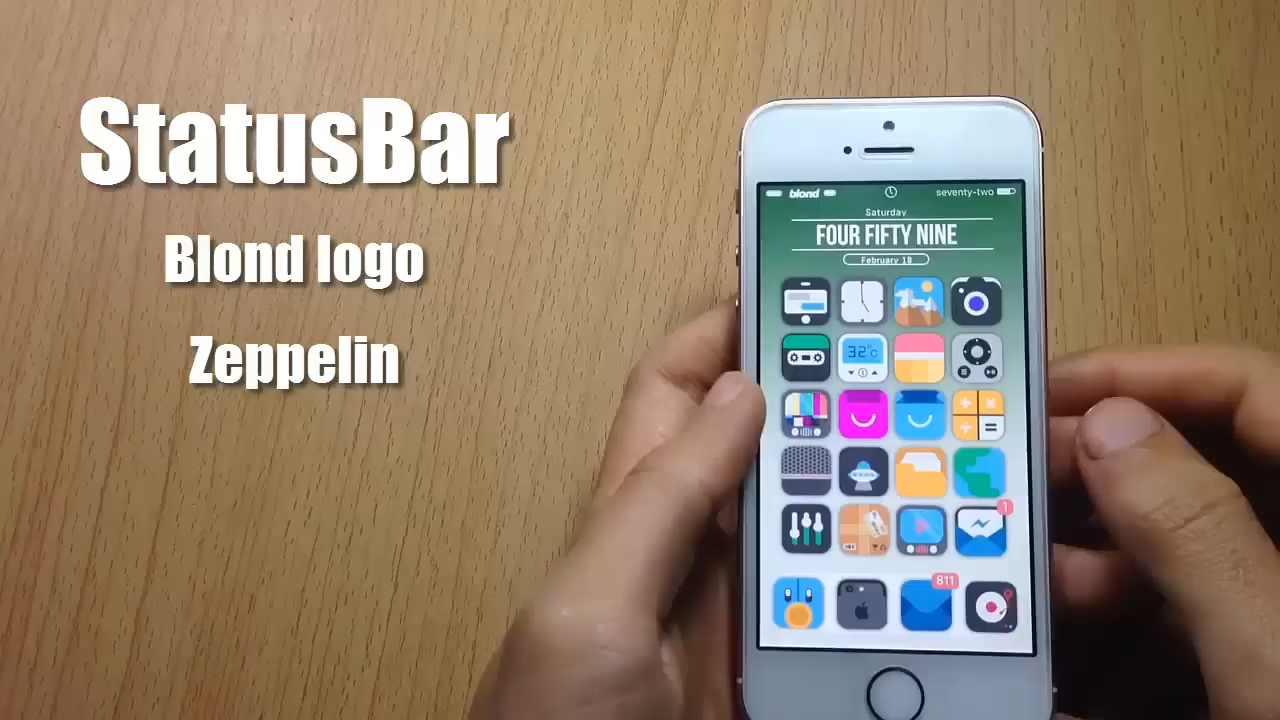 StatusBar
Blond logo
Zeppelin
blond
seventy-two
Saturday
FOUR FIFTY NINE
February 18
32°c
1
811